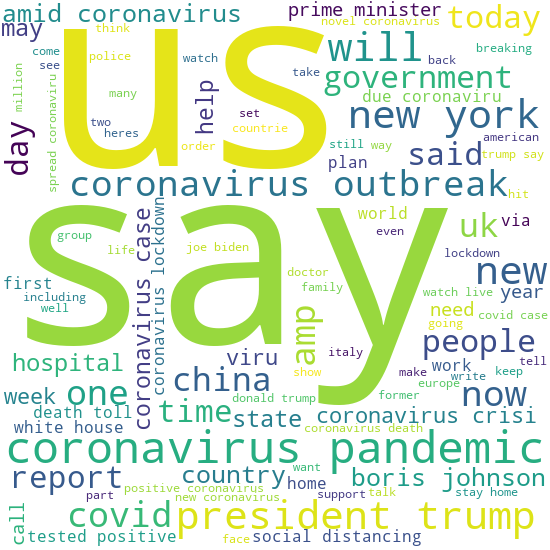 amid coronavirus
us
prime minister
today
novel coronavirus
may
will
think
breaking
come
police
watch
back
see
government
take
million
spread coronaviru
help
day
many
due coronaviru
set
new york
two
heres
countrie
american
order
still
way
trump say
plan
said
coronavirus outbreak
hit
say
coronavirus case
coronavirus lockdown
world
uk
via
group
even
life
joe biden
lockdown
doctor
new
first
family
watch live
covid case
including
year
well
need
going
amp
people
hospital
viru
italy
work
tell
show
make
write
keep
china
europe
now
week
one
donald trump
former
time
death toll
state
coronavirus crisi
white house
coronavirus death
coronavirus pandemic
want
report
country
home
boris johnson
positive coronavirus
support
talk
stay home
part
new coronavirus
call
covid
president trump
tested positive
face
social distancing